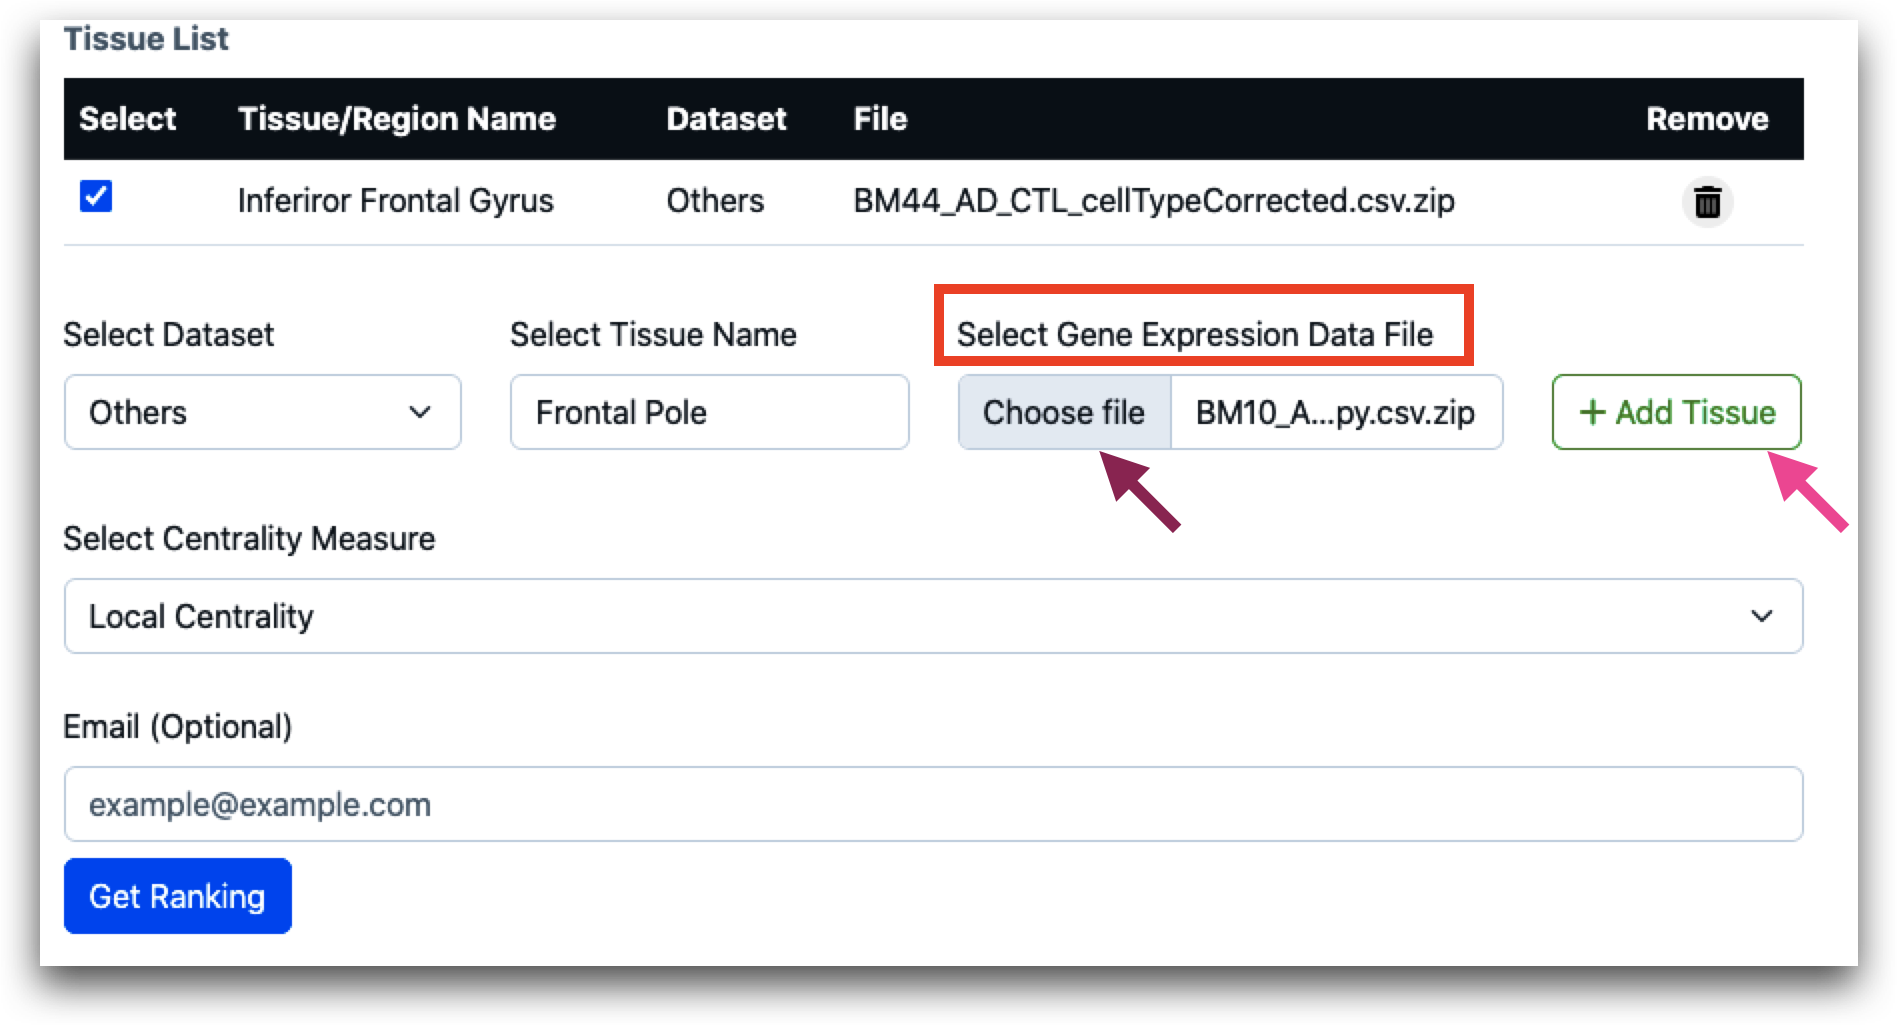 Tissue List
Select Tissue/Region Name Dataset File Remove
Inferiror Frontal Gyrus Others BM44_AD_CTL_cellTypeCorrected.csv.zip
Select Dataset Select Tissue Name Select Gene Expression Data File
Others Frontal Pole Choose file BM10_A...py.csv.zip + Add Tissue
Select Centrality Measure
Local Centrality
Email (Optional)
example@example.com
Get Ranking